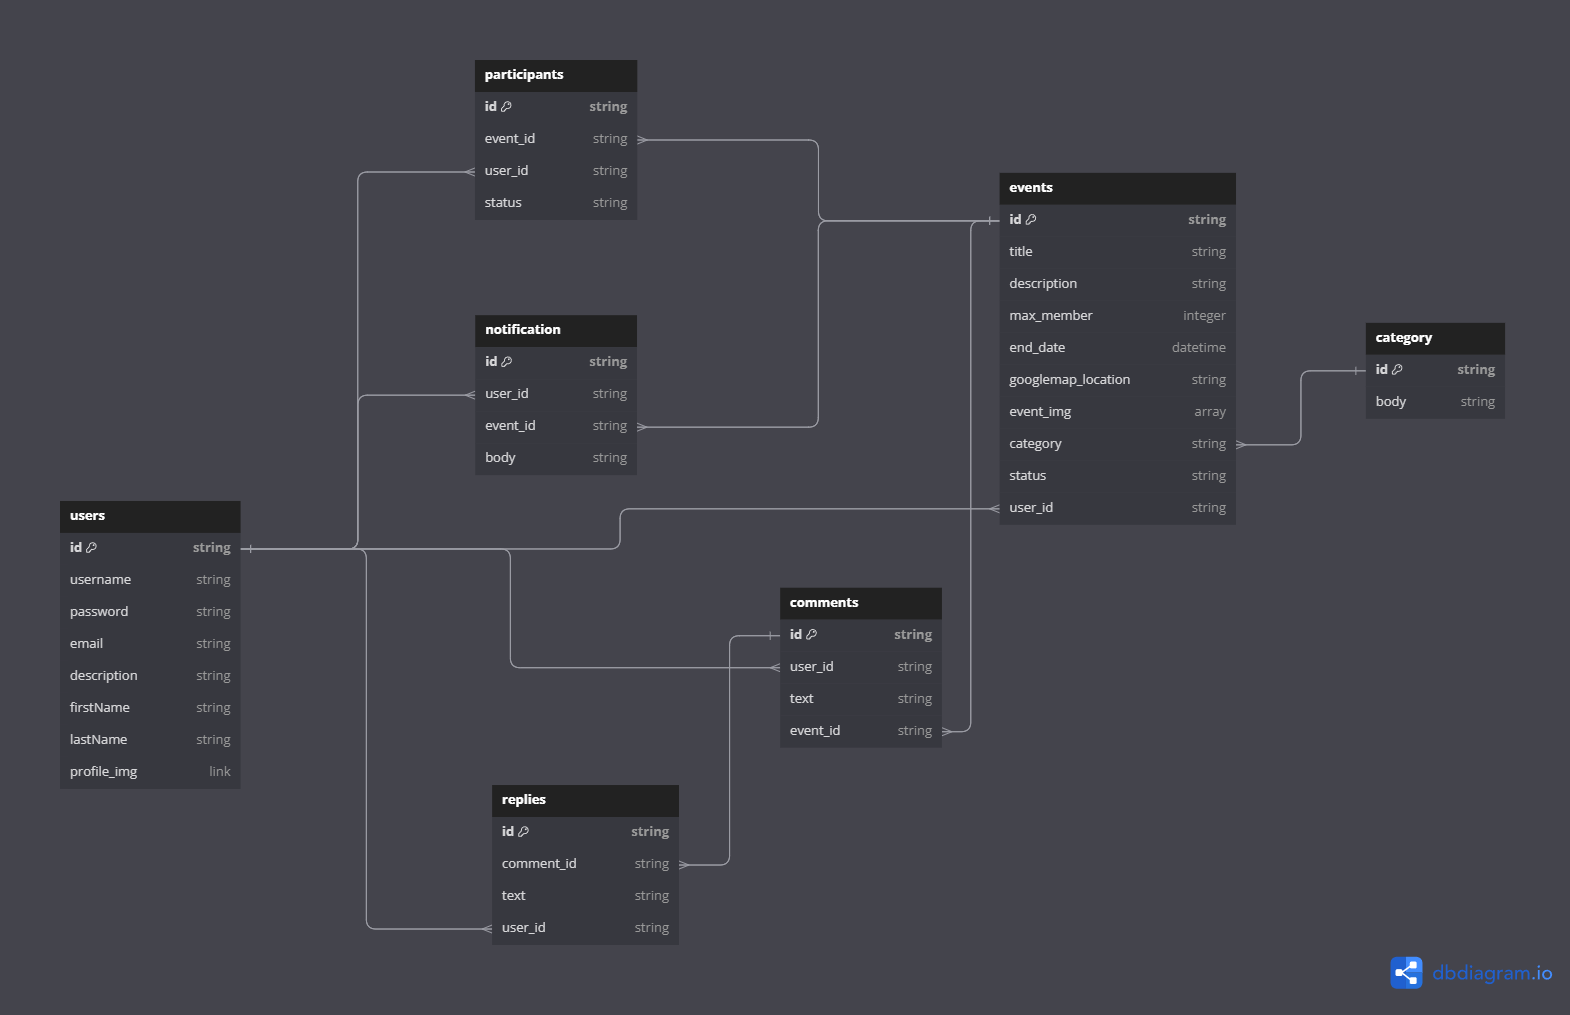 participants
id string
event_id string
user_id string
status string
notification
id string
user_id string
event_id string
body string
users
id string
username string
password string
email string
description string
firstName string
lastName string
profile_img link
replies
id string
comment_id string
text string
user_id string
comments
id string
user_id string
text string
event_id string
events
id string
title string
description string
max_member integer
end_date datetime
googlemap_location string
event_img array
category string
status string
user_id string
category
id string
body string
dbdiagram.io